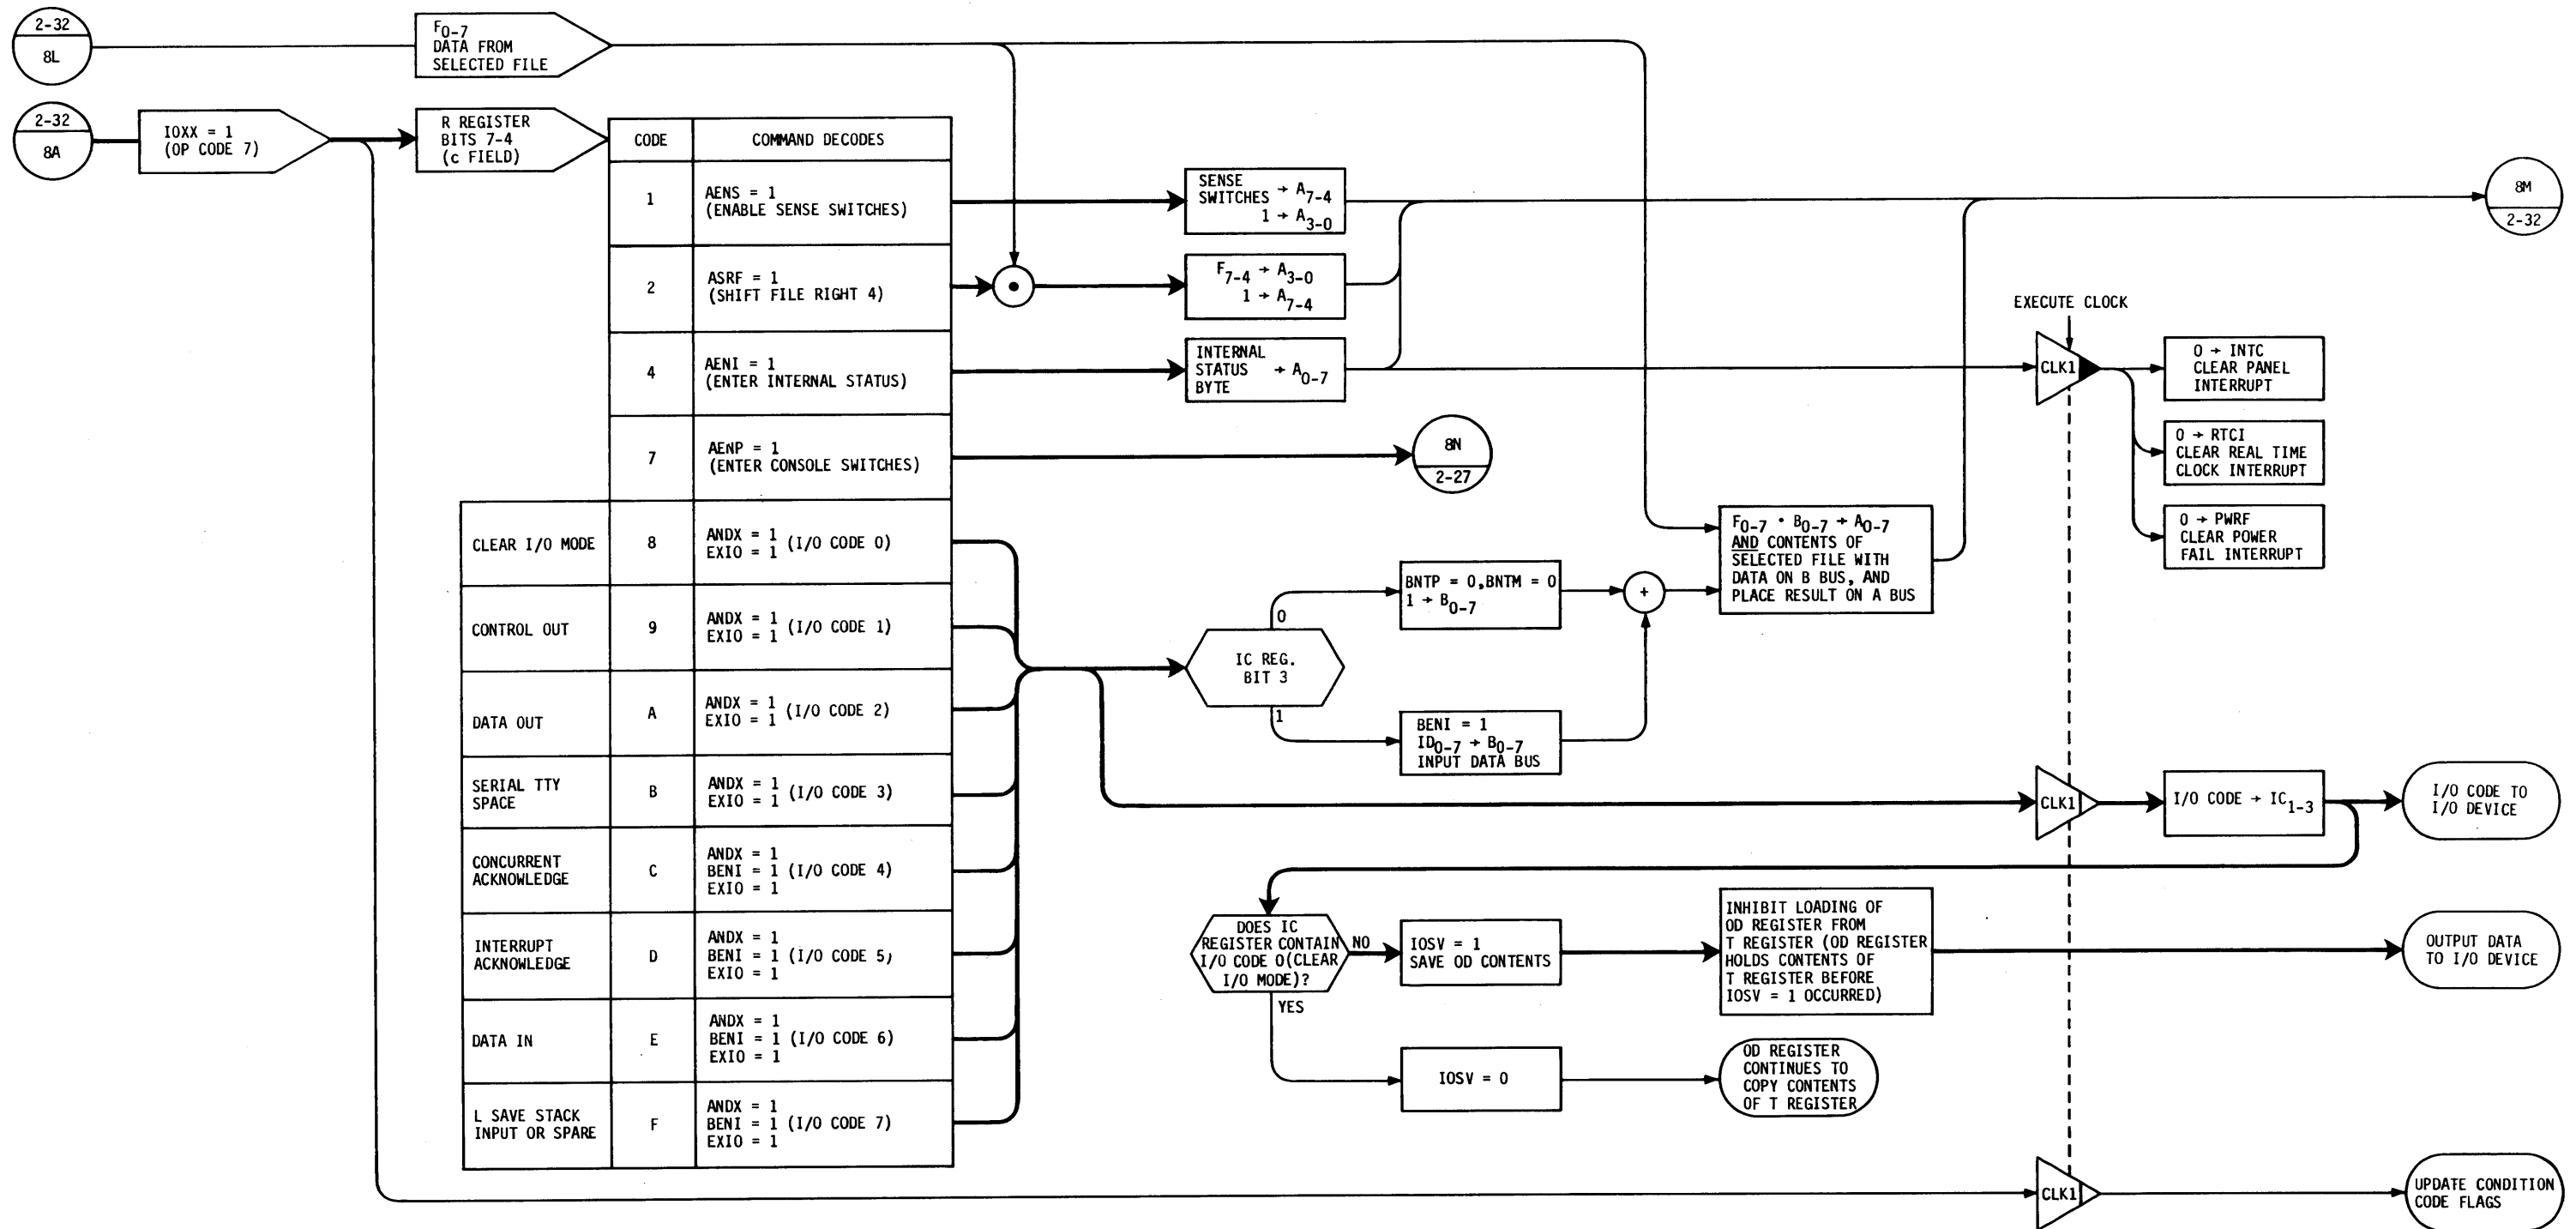 2-32
8L
F0-7
DATA FROM
SELECTED FILE
2-32
8A
IOXX = 1
(OP CODE 7)
R REGISTER
BITS 7-4
(c FIELD)
CODE
COMMAND DECODES
1
AENS = 1
(ENABLE SENSE SWITCHES)
SENSE
SWITCHES → A7-4
1 → A3-0
8M
2-32
2
ASRF = 1
(SHIFT FILE RIGHT 4)
F7-4 → A3-0
1 → A7-4
4
AENI = 1
(ENTER INTERNAL STATUS)
INTERNAL
STATUS → A0-7
BYTE
EXECUTE CLOCK
CLK1
0 → INTC
CLEAR PANEL
INTERRUPT
0 → RTCI
CLEAR REAL TIME
CLOCK INTERRUPT
0 → PWRF
CLEAR POWER
FAIL INTERRUPT
7
AENP = 1
(ENTER CONSOLE SWITCHES)
8N
2-27
CLEAR I/O MODE
8
ANDX = 1
EXIO = 1 (I/O CODE 0)
CONTROL OUT
9
ANDX = 1
EXIO = 1 (I/O CODE 1)
DATA OUT
A
ANDX = 1
EXIO = 1 (I/O CODE 2)
SERIAL TTY
SPACE
B
ANDX = 1
EXIO = 1 (I/O CODE 3)
CONCURRENT
ACKNOWLEDGE
C
ANDX = 1
BENI = 1 (I/O CODE 4)
EXIO = 1
INTERRUPT
ACKNOWLEDGE
D
ANDX = 1
BENI = 1 (I/O CODE 5)
EXIO = 1
DATA IN
E
ANDX = 1
BENI = 1 (I/O CODE 6)
EXIO = 1
L SAVE STACK
INPUT OR SPARE
F
ANDX = 1
BENI = 1 (I/O CODE 7)
EXIO = 1
IC REG.
BIT 3
0
1
BNTP = 0,BNTM = 0
1 → B0-7
BENI = 1
ID0-7 → B0-7
INPUT DATA BUS
+
F0-7 • B0-7 → A0-7
AND CONTENTS OF
SELECTED FILE WITH
DATA ON B BUS, AND
PLACE RESULT ON A BUS
CLK1
I/O CODE → IC1-3
I/O CODE TO
I/O DEVICE
DOES IC
REGISTER CONTAIN
I/O CODE 0(CLEAR
I/O MODE)?
NO
YES
IOSV = 1
SAVE OD CONTENTS
INHIBIT LOADING OF
OD REGISTER FROM
T REGISTER (OD REGISTER
HOLDS CONTENTS OF
T REGISTER BEFORE
IOSV = 1 OCCURRED)
OUTPUT DATA
TO I/O DEVICE
IOSV = 0
OD REGISTER
CONTINUES TO
COPY CONTENTS
OF T REGISTER
CLK1
UPDATE CONDITION
CODE FLAGS